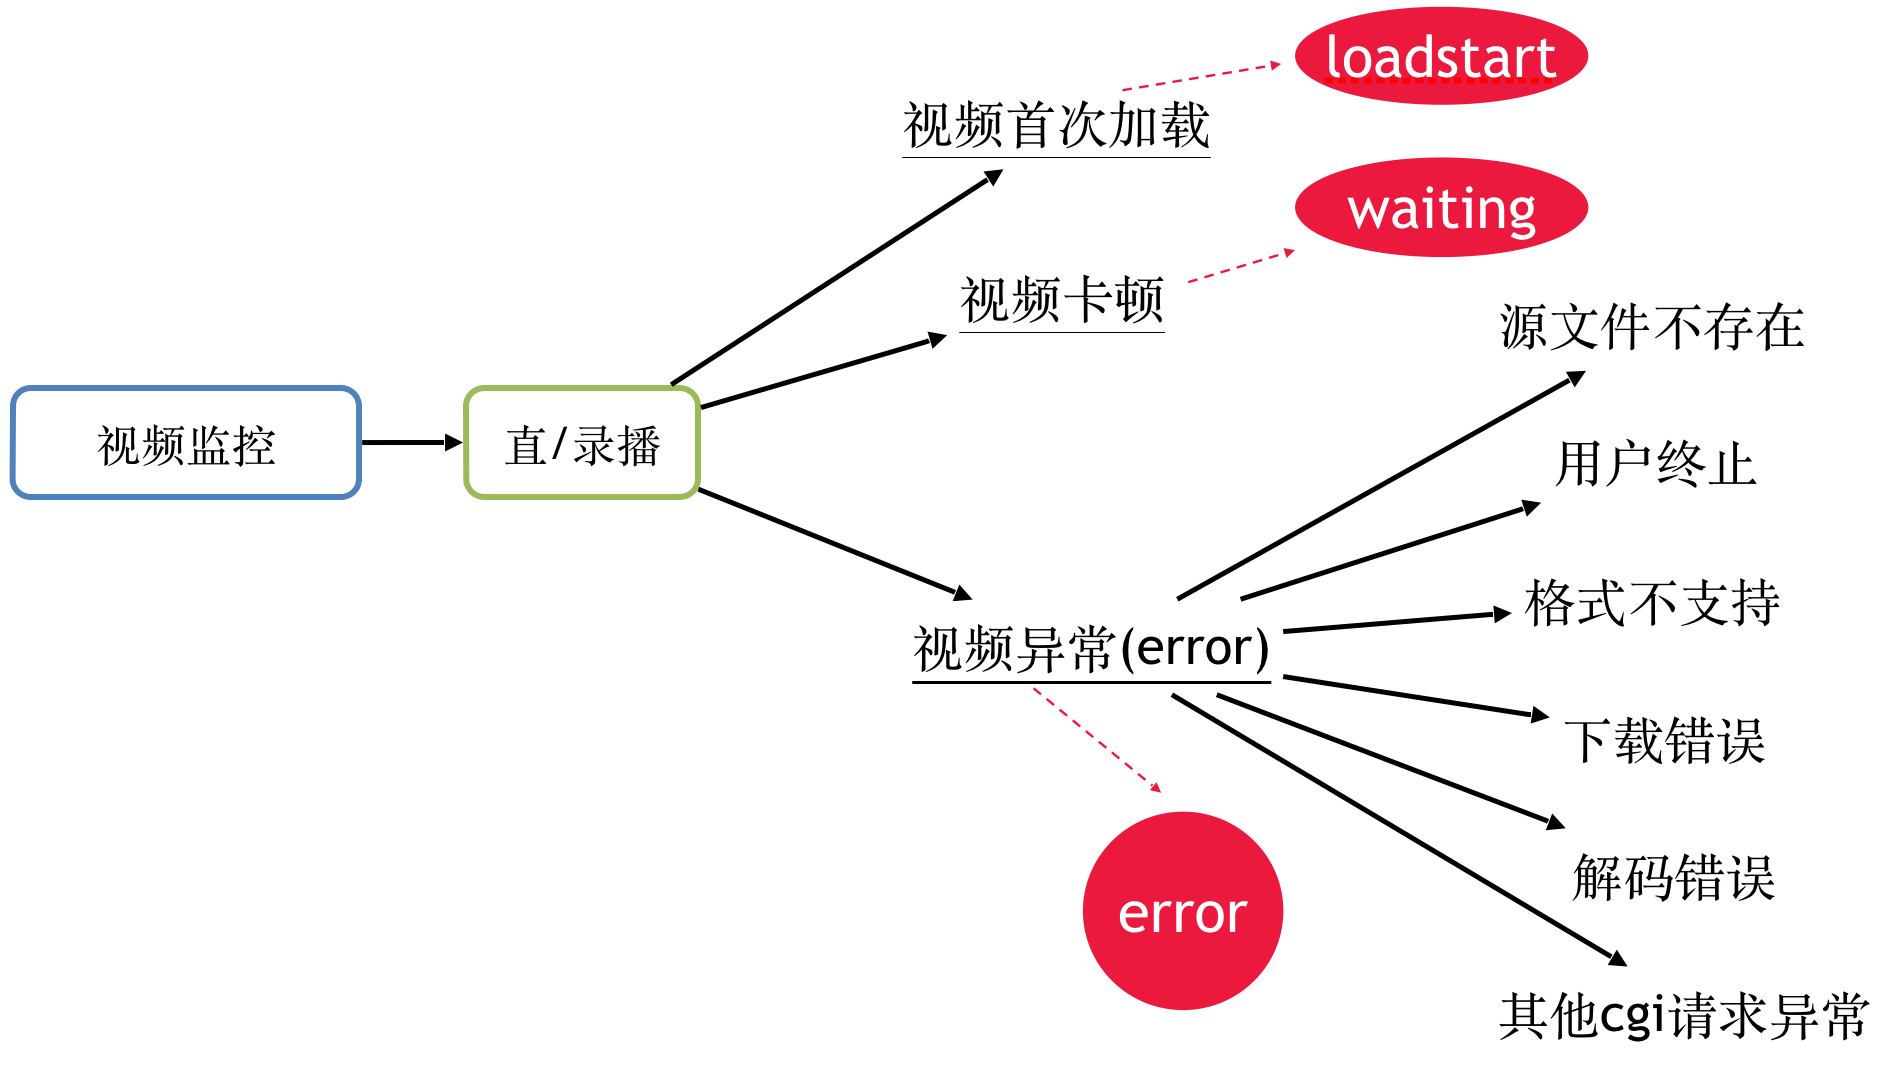 loadstart
视频首次加载
waiting
视频卡顿
源文件不存在
视频监控
直/录播
用户终止
格式不支持
视频异常(error)
下载错误
解码错误
error
其他cgi请求异常